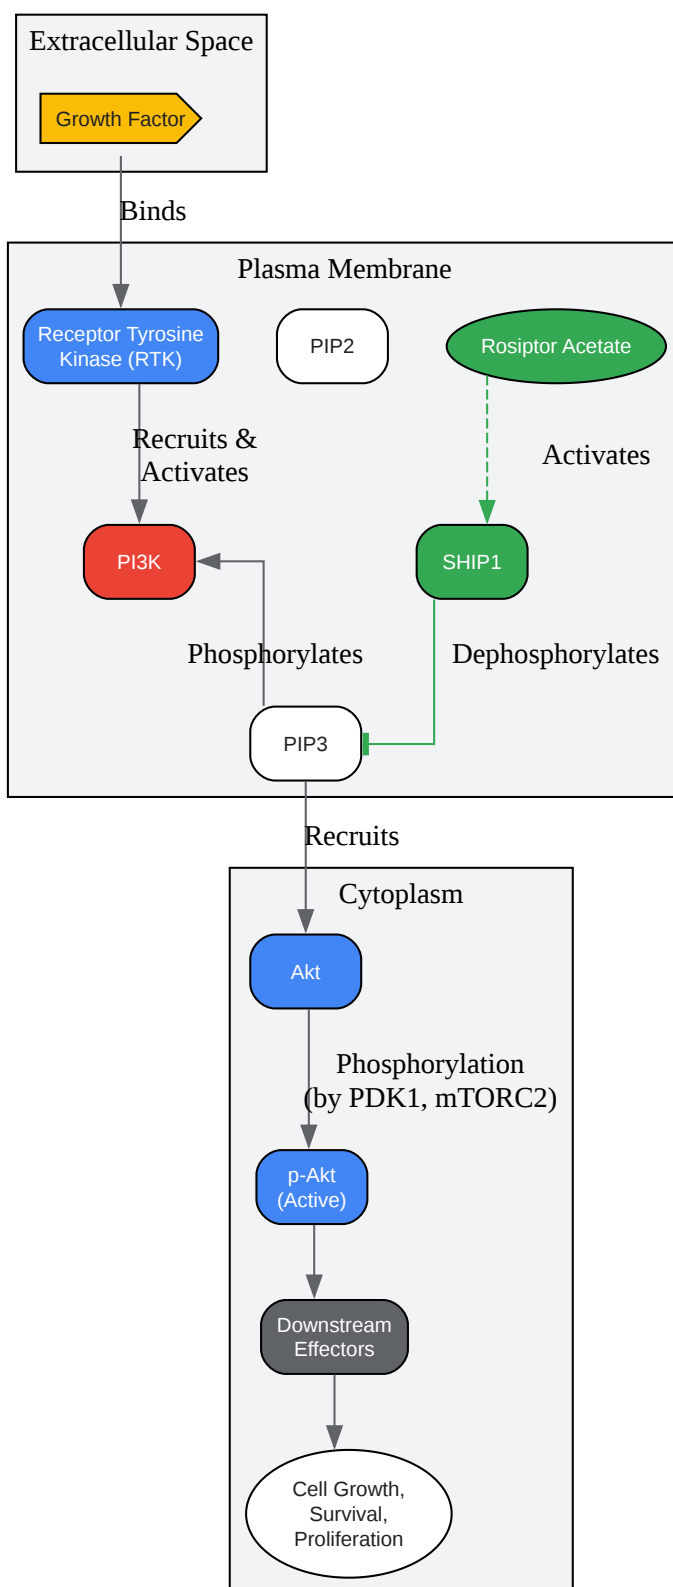 Extracellular Space
Growth Factor
Binds
Plasma Membrane
Receptor Tyrosine
Kinase (RTK)
PIP2
Rosiptor Acetate
Recruits &
Activates
Activates
PI3K
SHIP1
Phosphorylates
Dephosphorylates
PIP3
Recruits
Cytoplasm
Akt
Phosphorylation
(by PDK1, mTORC2)
p-Akt
(Active)
Downstream
Effectors
Cell Growth,
Survival,
Proliferation